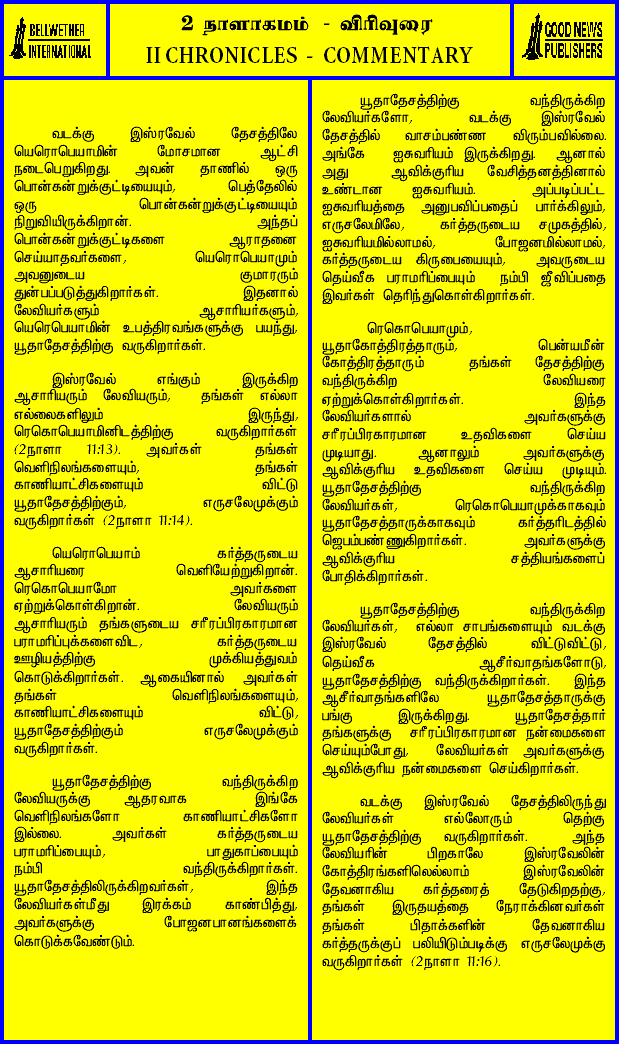 BELLWETHER
INTERNATIONAL
2 நாளாகமம் - விரிவுரை
II CHRONICLES - COMMENTARY
GOOD NEWS
PUBLISHERS
வடக்கு இஸ்ரவேல் தேசத்திலே
யெரொபெயாமின் மோசமான ஆட்சி
நடைபெறுகிறது. அவன் தாணில் ஒரு
பொன்கன்றுக்குட்டியையும், பெத்தேலில்
ஒரு பொன்கன்றுக்குட்டியையும்
நிறுவியிருக்கிறான். அந்தப்
பொன்கன்றுக்குட்டிகளை ஆராதனை
செய்யாதவர்களை, யெரொபெயாமும்
அவனுடைய குமாரரும்
துன்பப்படுத்துகிறார்கள். இதனால்
லேவியர்களும் ஆசாரியர்களும்,
யெரெபெயாமின் உபத்திரவங்களுக்கு பயந்து,
யூதாதேசத்திற்கு வருகிறார்கள்.
இஸ்ரவேல் எங்கும் இருக்கிற
ஆசாரியரும் லேவியரும், தங்கள் எல்லா
எல்லைகளிலும் இருந்து,
ரெகொபெயாமினிடத்திற்கு வருகிறார்கள்
(2நாளா 11:13). அவர்கள் தங்கள்
வெளிநிலங்களையும், தங்கள்
காணியாட்சிகளையும் விட்டு
யூதாதேசத்திற்கும், எருசலேமுக்கும்
வருகிறார்கள் (2நாளா 11:14).
யெரொபெயாம் கர்த்தருடைய
ஆசாரியரை வெளியேற்றுகிறான்.
ரெகொபெயாமோ அவர்களை
ஏற்றுக்கொள்கிறான். லேவியரும்
ஆசாரியரும் தங்களுடைய சரீரப்பிரகாரமான
பராமரிப்புக்களைவிட, கர்த்தருடைய
ஊழியத்திற்கு முக்கியத்துவம்
கொடுக்கிறார்கள். ஆகையினால் அவர்கள்
தங்கள் வெளிநிலங்களையும்,
காணியாட்சிகளையும் விட்டு,
யூதாதேசத்திற்கும் எருசலேமுக்கும்
வருகிறார்கள்.
யூதாதேசத்திற்கு வந்திருக்கிற
லேவியருக்கு ஆதரவாக இங்கே
வெளிநிலங்களோ காணியாட்சிகளோ
இல்லை. அவர்கள் கர்த்தருடைய
பராமரிப்பையும், பாதுகாப்பையும்
நம்பி வந்திருக்கிறார்கள்.
யூதாதேசத்திலிருக்கிறவர்கள், இந்த
லேவியர்கள்மீது இரக்கம் காண்பித்து,
அவர்களுக்கு போஜனபானங்களைக்
கொடுக்கவேண்டும்.
யூதாதேசத்திற்கு வந்திருக்கிற
லேவியர்களோ, வடக்கு இஸ்ரவேல்
தேசத்தில் வாசம்பண்ண விரும்பவில்லை.
அங்கே ஐசுவரியம் இருக்கிறது. ஆனால்
அது ஆவிக்குரிய வேசித்தனத்தினால்
உண்டான ஐசுவரியம். அப்படிப்பட்ட
ஐசுவரியத்தை அனுபவிப்பதைப் பார்க்கிலும்,
எருசலேமிலே, கர்த்தருடைய சமுகத்தில்,
ஐசுவரியமில்லாமல், போஜனமில்லாமல்,
கர்த்தருடைய கிருபையையும், அவருடைய
தெய்வீக பராமரிப்பையும் நம்பி ஜீவிப்பதை
இவர்கள் தெரிந்துகொள்கிறார்கள்.
ரெகொபெயாமும்,
யூதாகோத்திரத்தாரும், பென்யமீன்
கோத்திரத்தாரும் தங்கள் தேசத்திற்கு
வந்திருக்கிற லேவியரை
ஏற்றுக்கொள்கிறார்கள். இந்த
லேவியர்களால் அவர்களுக்கு
சரீரப்பிரகாரமான உதவிகளை செய்ய
முடியாது. ஆனாலும் அவர்களுக்கு
ஆவிக்குரிய உதவிகளை செய்ய முடியும்.
யூதாதேசத்திற்கு வந்திருக்கிற
லேவியர்கள், ரெகொபெயாமுக்காகவும்
யூதாதேசத்தாருக்காகவும் கர்த்தரிடத்தில்
ஜெபம்பண்ணுகிறார்கள். அவர்களுக்கு
ஆவிக்குரிய சத்தியங்களைப்
போதிக்கிறார்கள்.
யூதாதேசத்திற்கு வந்திருக்கிற
லேவியர்கள், எல்லா சாபங்களையும் வடக்கு
இஸ்ரவேல் தேசத்தில் விட்டுவிட்டு,
தெய்வீக ஆசீர்வாதங்களோடு,
யூதாதேசத்திற்கு வந்திருக்கிறார்கள். இந்த
ஆசீர்வாதங்களிலே யூதாதேசத்தாருக்கு
பங்கு இருக்கிறது. யூதாதேசத்தார்
தங்களுக்கு சரீரப்பிரகாரமான நன்மைகளை
செய்யும்போது, லேவியர்கள் அவர்களுக்கு
ஆவிக்குரிய நன்மைகளை செய்கிறார்கள்.
வடக்கு இஸ்ரவேல் தேசத்திலிருந்து
லேவியர்கள் எல்லோரும் தெற்கு
யூதாதேசத்திற்கு வருகிறார்கள். அந்த
லேவியரின் பிறகாலே இஸ்ரவேலின்
கோத்திரங்களிலெல்லாம் இஸ்ரவேலின்
தேவனாகிய கர்த்தரைத் தேடுகிறதற்கு,
தங்கள் இருதயத்தை நேராக்கினவர்கள்
தங்கள் பிதாக்களின் தேவனாகிய
கர்த்தருக்குப் பலியிடும்படிக்கு எருசலேமுக்கு
வருகிறார்கள் (2நாளா 11:16).